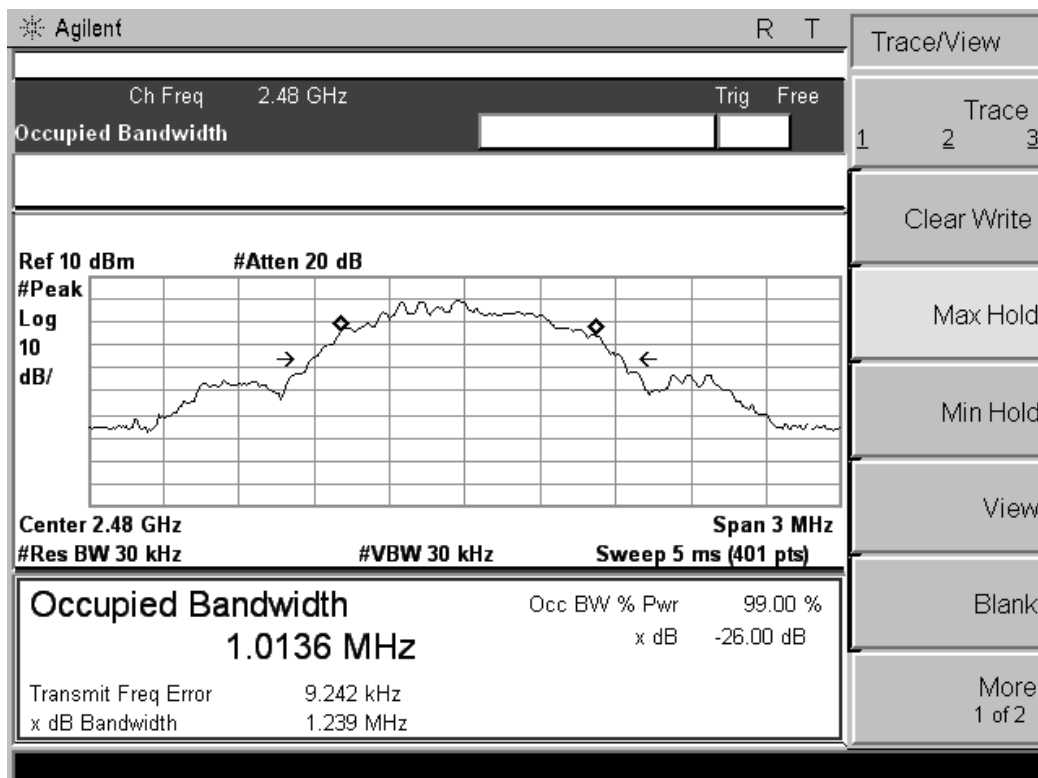 Agilent R T
Trace/View
Ch Freq 2.48 GHz Trig Free
Occupied Bandwidth
Trace
1 2 3
Clear Write
Max Hold
Min Hold
View
Blank
More
1 of 2
Ref 10 dBm #Atten 20 dB
#Peak
Log
10
dB/
Center 2.48 GHz Span 3 MHz
#Res BW 30 kHz #VBW 30 kHz Sweep 5 ms (401 pts)
Occupied Bandwidth
1.0136 MHz
Occ BW % Pwr 99.00 %
x dB -26.00 dB
Transmit Freq Error 9.242 kHz
x dB Bandwidth 1.239 MHz